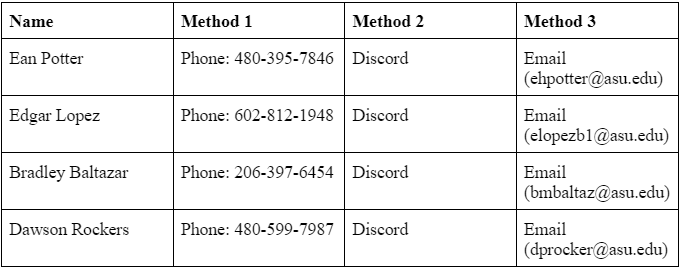 Name Method 1 Method 2 Method 3
Ean Potter Phone: 480-395-7846 Discord Email
(ehpotter@asu.edu)
Edgar Lopez Phone: 602-812-1948 Discord Email
(elopezb1@asu.edu)
Bradley Baltazar Phone: 206-397-6454 Discord Email
(bmbaltaz@asu.edu)
Dawson Rockers Phone: 480-599-7987 Discord Email
(dprocker@asu.edu)